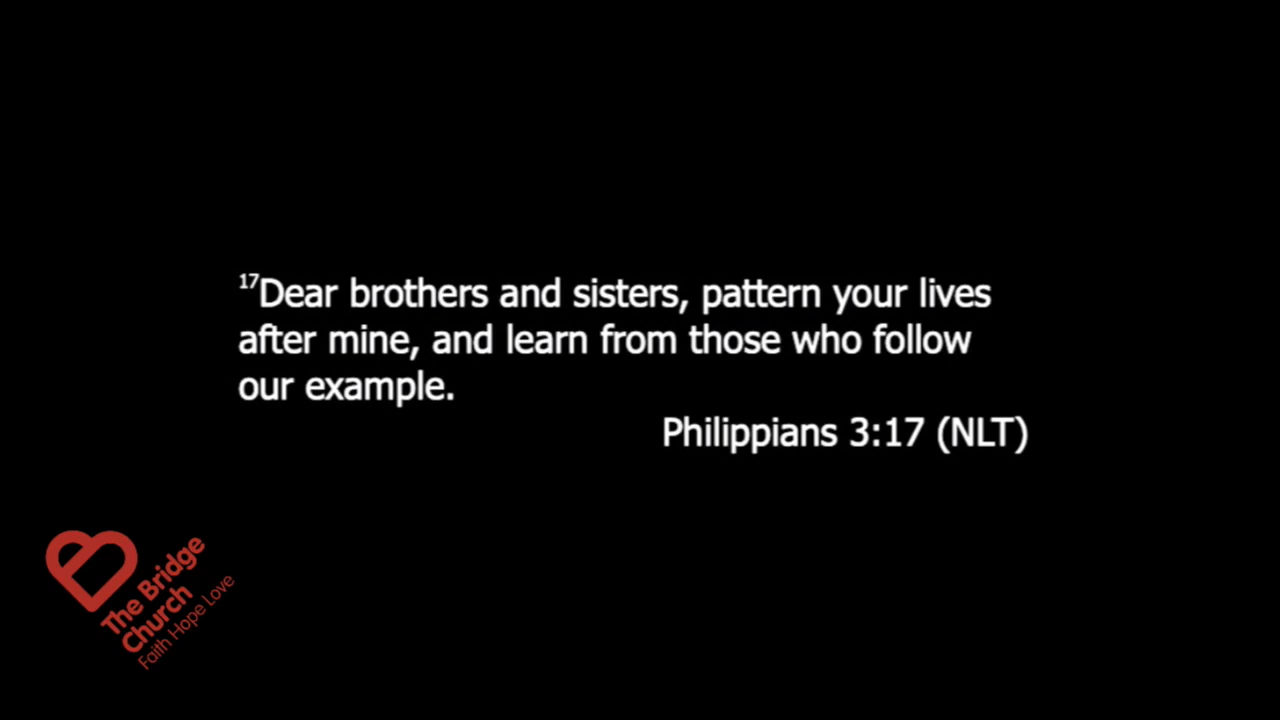 ¹⁷Dear brothers and sisters, pattern your lives
after mine, and learn from those who follow
our example.
Philippians 3:17 (NLT)
The Bridge
Church
Faith Hope Love